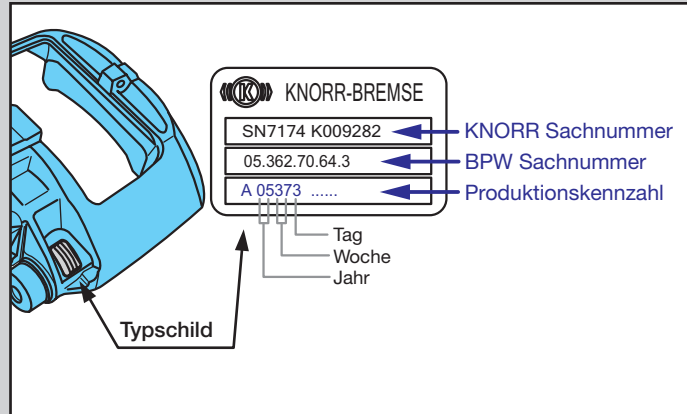 K KNORR-BREMSE
SN7174 K009282
KNORR Sachnummer
05.362.70.64.3
BPW Sachnummer
A 05373 ......
Produktionskennzahl
Tag
Woche
Jahr
Typschild